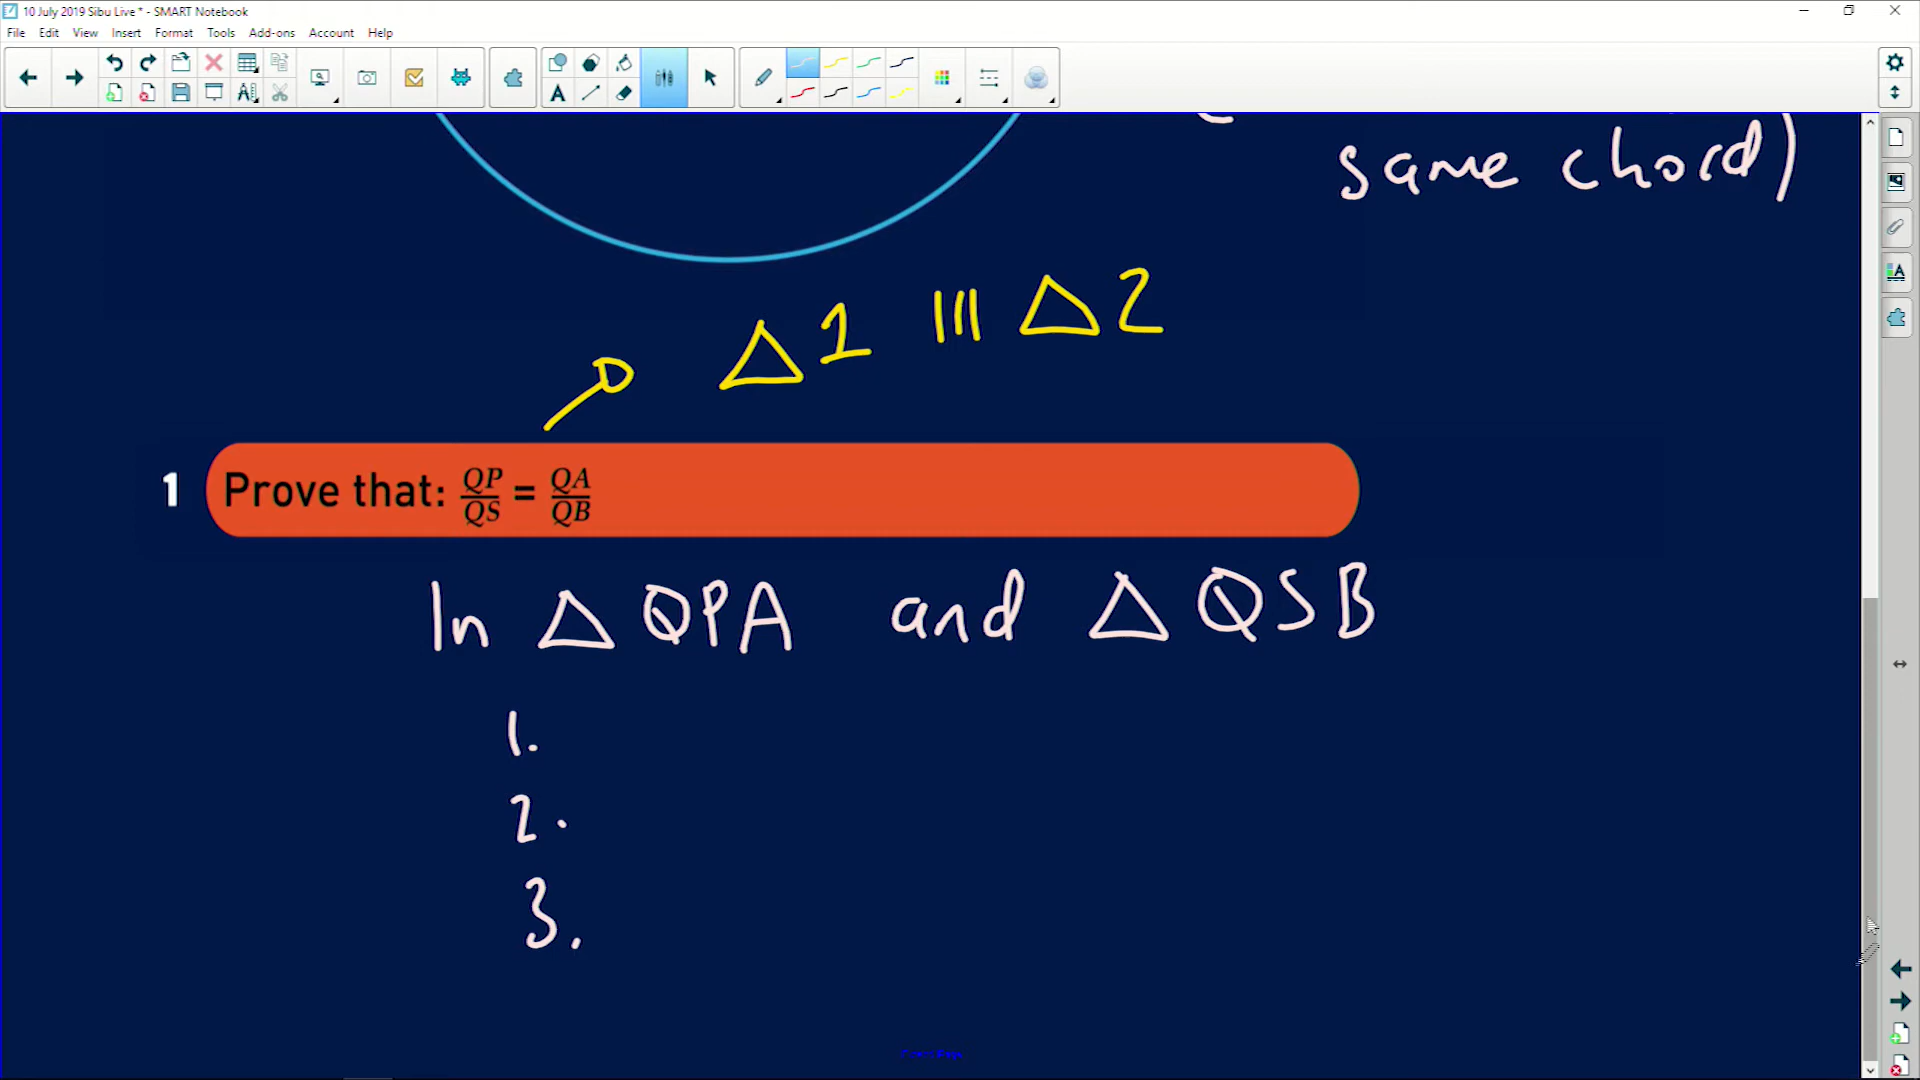 10 July 2019 Sibu Live * - SMART Notebook
File Edit View Insert Format Tools Add-ons Account Help
same chord)
△1 ||| △2
1 Prove that: QP/QS = QA/QB
In △ QPA and △ QSB
1.
2.
3.